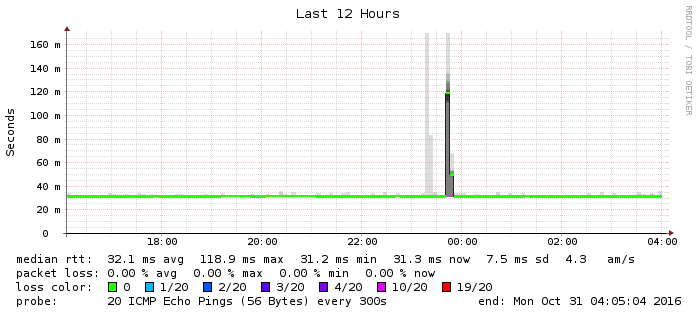 Last 12 Hours
RRDTOOL / TOBI OETIKER
Seconds
160 m
140 m
120 m
100 m
80 m
60 m
40 m
20 m
0
18:00 20:00 22:00 00:00 02:00 04:00
median rtt: 32.1 ms avg 118.9 ms max 31.2 ms min 31.3 ms now 7.5 ms sd 4.3 am/s
packet loss: 0.00 % avg 0.00 % max 0.00 % min 0.00 % now
loss color: 0 1/20 2/20 3/20 4/20 10/20 19/20
probe: 20 ICMP Echo Pings (56 Bytes) every 300s end: Mon Oct 31 04:05:04 2016